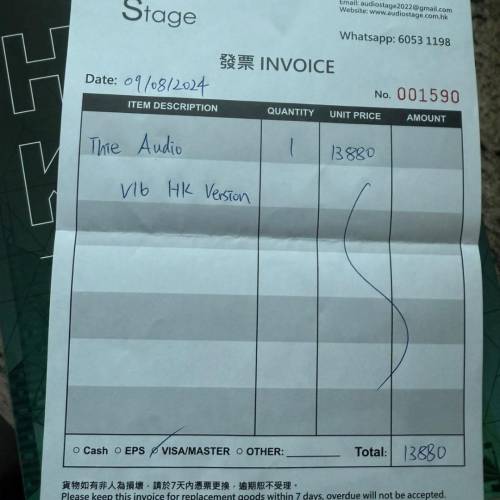 Stage
Email: audiostage2022@gmail.com
Website: www.audiostage.com.hk
Whatsapp: 6053 1198
發票 INVOICE
Date: 09/08/2024
No. 001590
ITEM DESCRIPTION QUANTITY UNIT PRICE AMOUNT
Thie Audio 1 13880
V16 HK Version
Cash EPS VISA/MASTER OTHER: Total: 13880
貨物如有非人為損壞,請於7天內憑票更換,逾期恕不受理。
Please keep this invoice for replacement goods within 7 days, overdue will not be accepted.